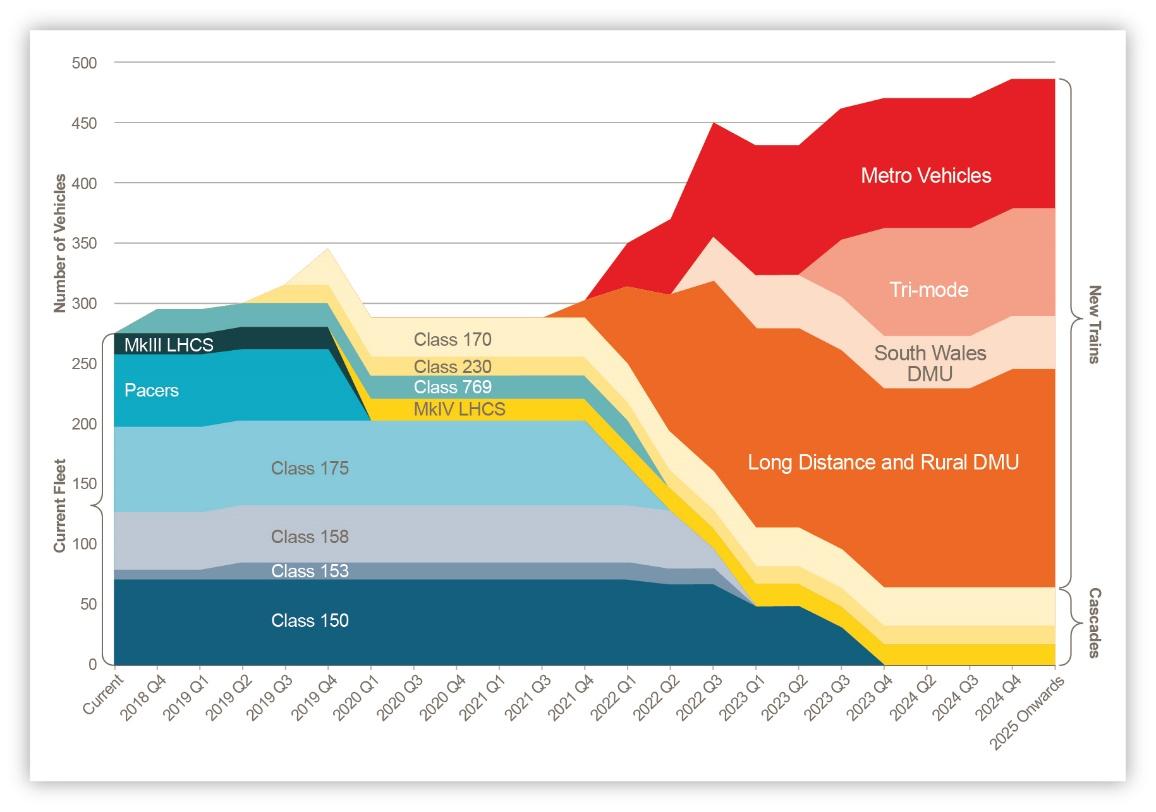 500
450
400
350
300
250
200
150
100
50
0
Number of Vehicles
Current Fleet
Metro Vehicles
Tri-mode
South Wales
DMU
Long Distance and Rural DMU
MkIII LHCS
Pacers
Class 170
Class 230
Class 769
MkIV LHCS
Class 175
Class 158
Class 153
Class 150
New Trains
Cascades
Current
2018 Q4
2019 Q1
2019 Q2
2019 Q3
2019 Q4
2020 Q1
2020 Q3
2020 Q4
2021 Q1
2021 Q3
2021 Q4
2022 Q1
2022 Q2
2022 Q3
2023 Q1
2023 Q2
2023 Q3
2023 Q4
2024 Q2
2024 Q3
2024 Q4
2025 Onwards